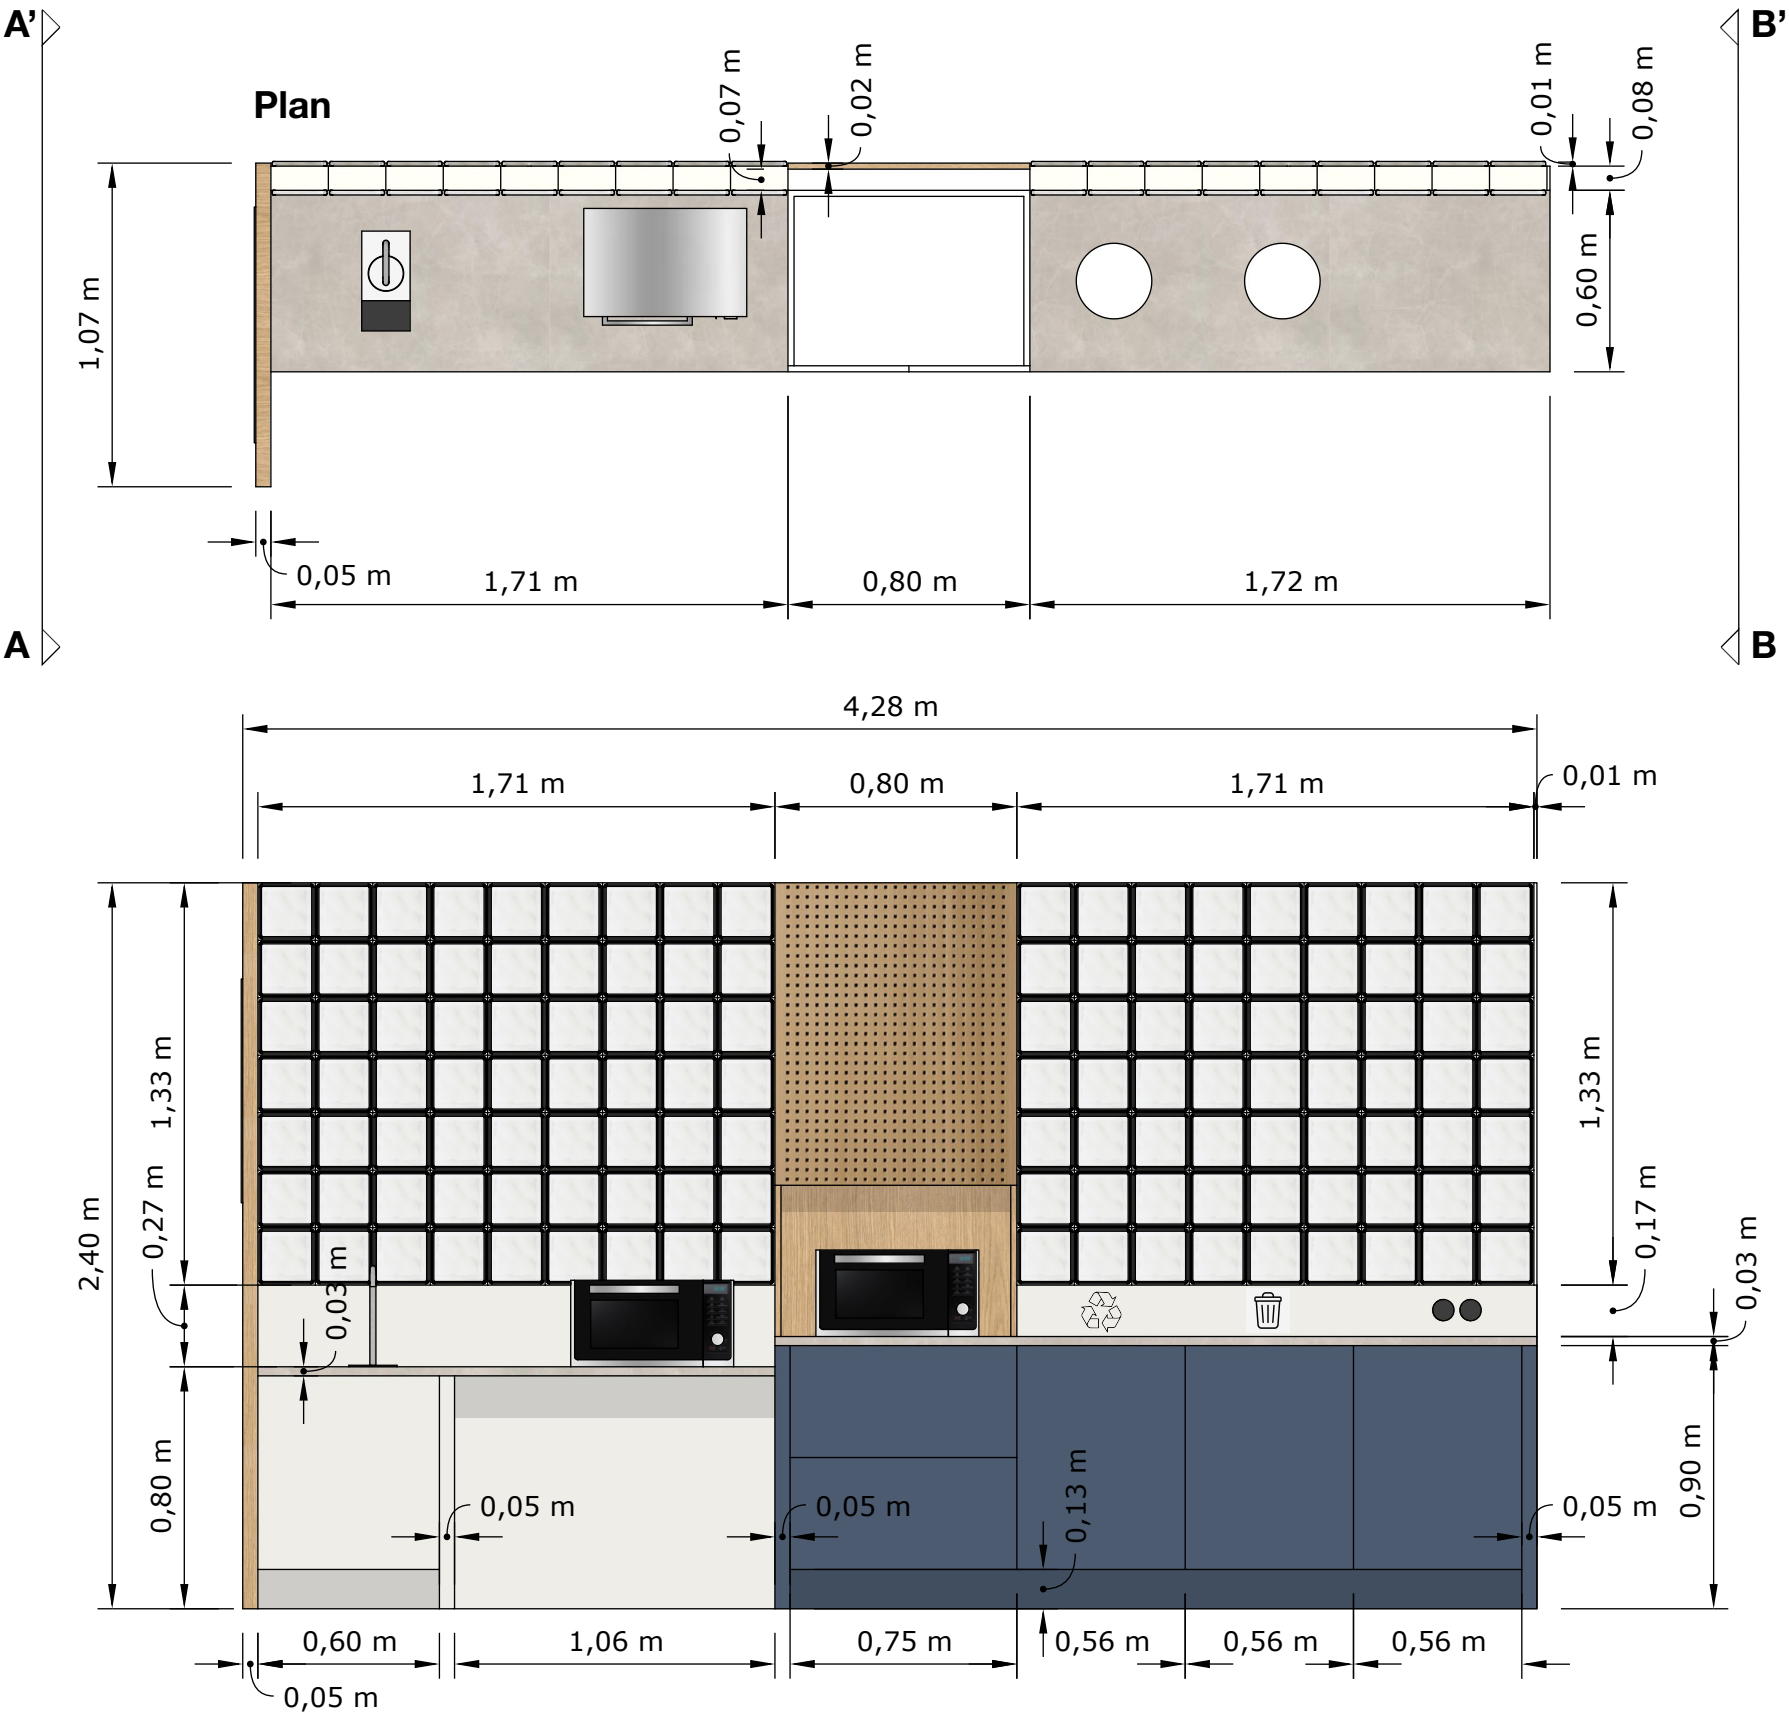 A’
B’
Plan
0,07 m
0,02 m
0,01 m
0,08 m
1,07 m
0,60 m
0,05 m
1,71 m
0,80 m
1,72 m
A
B
4,28 m
1,71 m
0,80 m
1,71 m
0,01 m
2,40 m
1,33 m
0,27 m
0,03 m
0,80 m
1,33 m
0,17 m
0,03 m
0,90 m
0,05 m
0,05 m
0,13 m
0,05 m
0,60 m
1,06 m
0,75 m
0,56 m
0,56 m
0,56 m
0,05 m